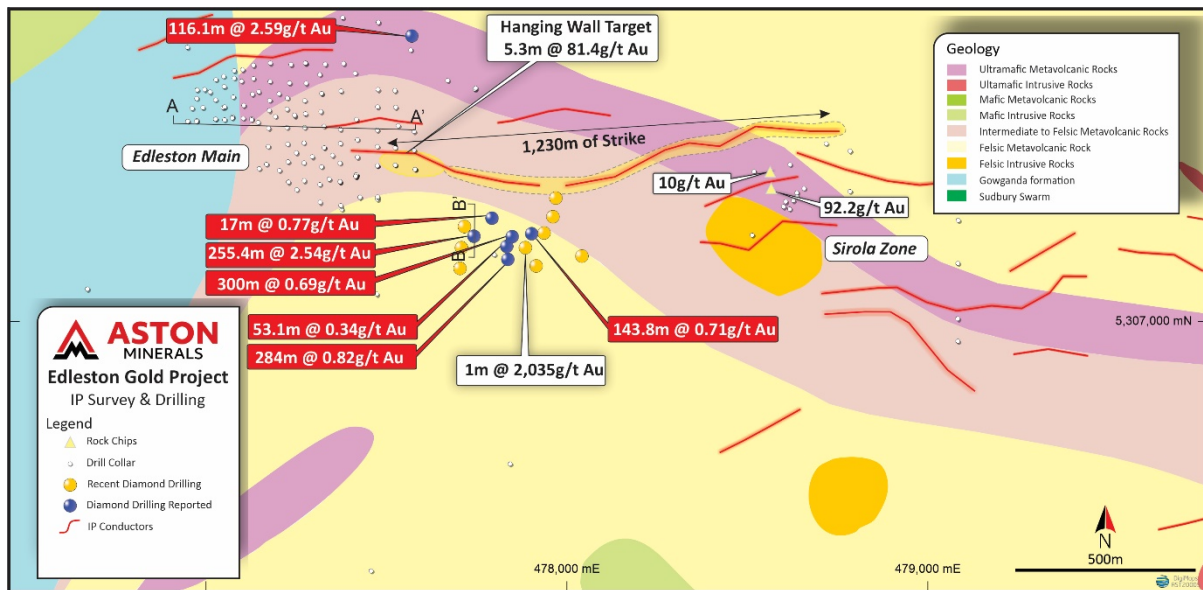 116.1m @ 2.59g/t Au
Hanging Wall Target
5.3m @ 81.4g/t Au
A
A'
Edleston Main
1,230m of Strike
10g/t Au
92.2g/t Au
Sirola Zone
B'
B
17m @ 0.77g/t Au
255.4m @ 2.54g/t Au
300m @ 0.69g/t Au
53.1m @ 0.34g/t Au
284m @ 0.82g/t Au
143.8m @ 0.71g/t Au
1m @ 2,035g/t Au
5,307,000 mN
478,000 mE
479,000 mE
Geology
Ultramafic Metavolcanic Rocks
Ultamafic Intrusive Rocks
Mafic Metavolcanic Rocks
Mafic Intrusive Rocks
Intermediate to Felsic Metavolcanic Rocks
Felsic Metavolcanic Rock
Felsic Intrusive Rocks
Gowganda formation
Sudbury Swarm
ASTON
MINERALS
Edleston Gold Project
IP Survey & Drilling
Legend
Rock Chips
Drill Collar
Recent Diamond Drilling
Diamond Drilling Reported
IP Conductors
N
500m
DigiMaps